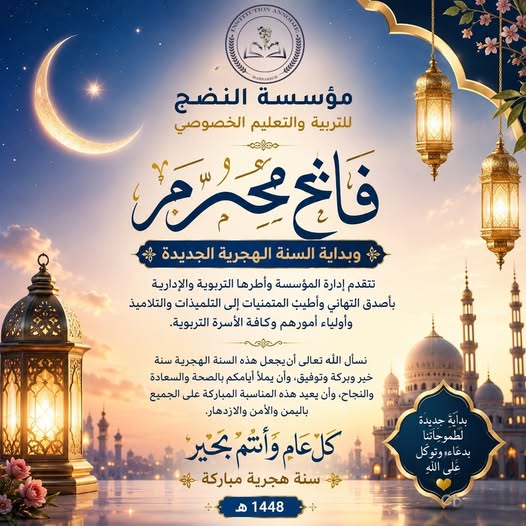 INSTITUTION ANNOTHJE
مؤسسة النضج
للتربية والتعليم الخصوصي
فاتح محرم
وبداية السنة الهجرية الجديدة
تتقدم إدارة المؤسسة وأطرها التربوية والإدارية
بأصدق التهاني وأطيب المتمنيات إلى التلميذات والتلاميذ
وأولياء أمورهم وكافة الأسرة التربوية.
نسأل الله تعالى أن يجعل هذه السنة الهجرية سنة
خير وبركة وتوفيق، وأن يملأ أيامكم بالصحة والسعادة
والنجاح، وأن يعيد هذه المناسبة المباركة على الجميع
باليمن والأمن والازدهار.
كل عام وأنتم بخير
سنة هجرية مباركة
1448 هـ
بداية جديدة
لطموحاتنا
بدعاء وتوكل
على الله